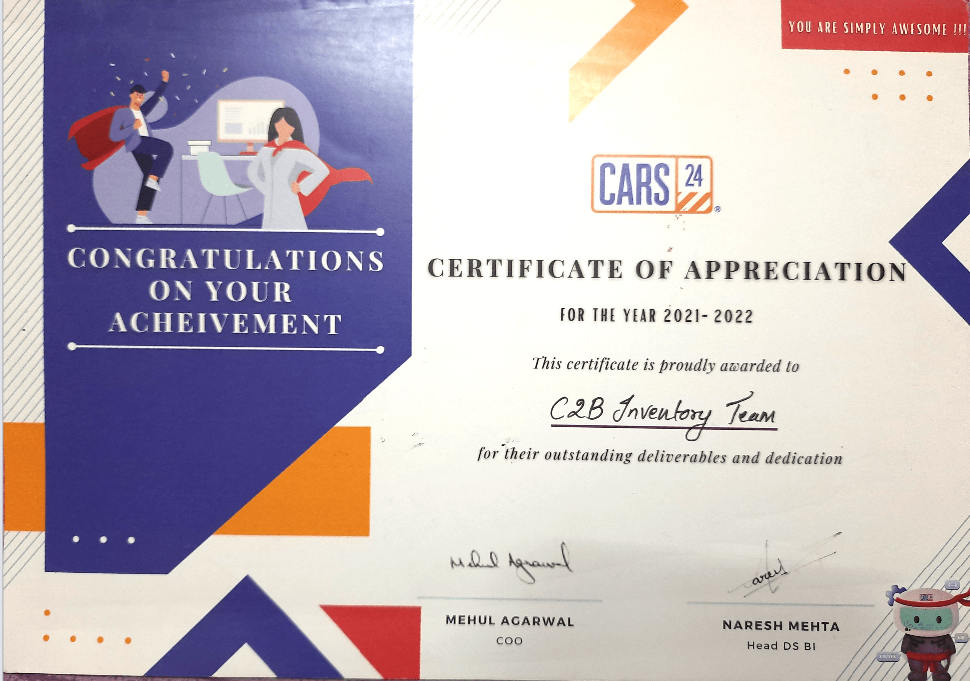 YOU ARE SIMPLY AWESOME !!!
CARS 24
®
CONGRATULATIONS
ON YOUR
ACHEIVEMENT
CERTIFICATE OF APPRECIATION
FOR THE YEAR 2021- 2022
This certificate is proudly awarded to
C2B Inventory Team
for their outstanding deliverables and dedication
Mehul Agrawal
MEHUL AGARWAL
COO
NARESH MEHTA
Head DS BI